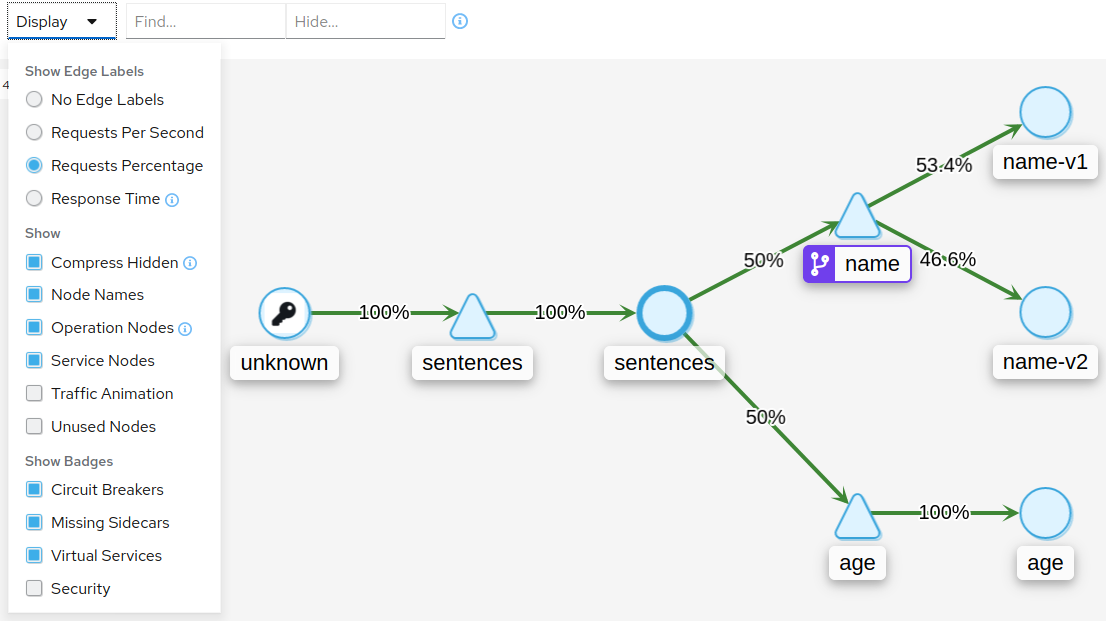 Display
Find...
Hide...
4
Show Edge Labels
No Edge Labels
Requests Per Second
Requests Percentage
Response Time
Show
Compress Hidden
Node Names
Operation Nodes
Service Nodes
Traffic Animation
Unused Nodes
Show Badges
Circuit Breakers
Missing Sidecars
Virtual Services
Security
unknown
100%
sentences
100%
sentences
50%
name
53.4%
name-v1
46.6%
name-v2
50%
age
100%
age